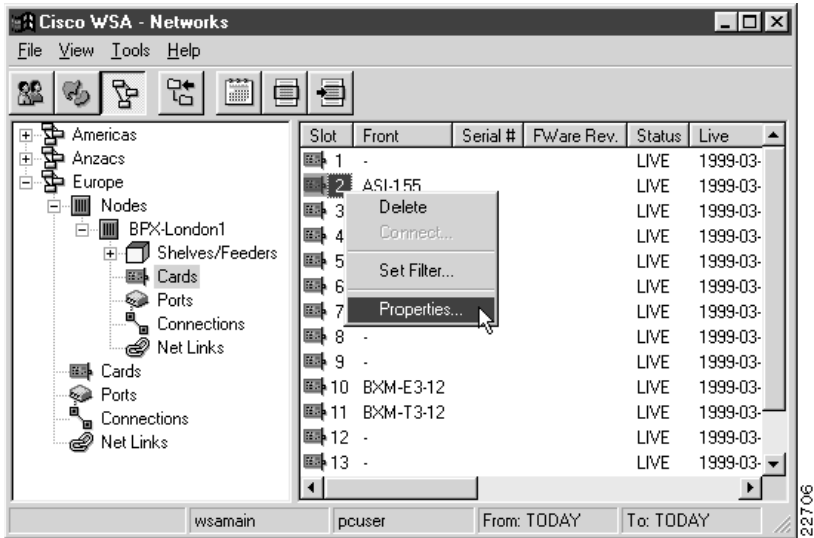 Cisco WSA - Networks
File View Tools Help
Americas
Anzacs
Europe
Nodes
BPX-London1
Shelves/Feeders
Cards
Ports
Connections
Net Links
Cards
Ports
Connections
Net Links
Slot Front Serial # FWare Rev. Status Live
1 - LIVE 1999-03-
2 ASI-155 LIVE 1999-03-
3 LIVE 1999-03-
4 LIVE 1999-03-
5 LIVE 1999-03-
6 LIVE 1999-03-
7 LIVE 1999-03-
8 - LIVE 1999-03-
9 - LIVE 1999-03-
10 BXM-E3-12 LIVE 1999-03-
11 BXM-T3-12 LIVE 1999-03-
12 - LIVE 1999-03-
13 - LIVE 1999-03-
Delete
Connect...
Set Filter...
Properties...
wsamain pcuser From: TODAY To: TODAY
22706